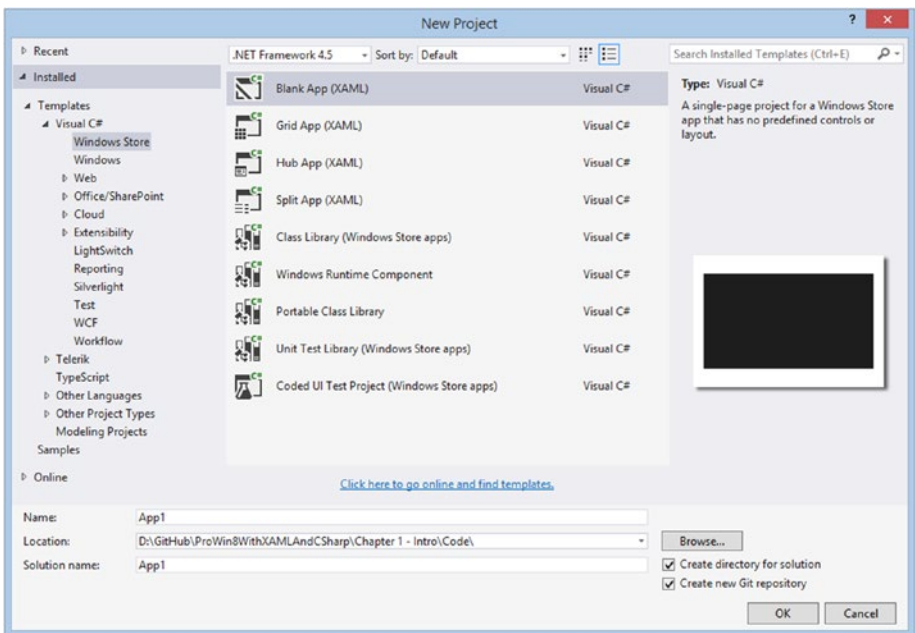 New Project
?
Recent
Installed
Templates
Visual C#
Windows Store
Windows
Web
Office/SharePoint
Cloud
Extensibility
LightSwitch
Reporting
Silverlight
Test
WCF
Workflow
Telerik
TypeScript
Other Languages
Other Project Types
Modeling Projects
Samples
Online
.NET Framework 4.5 Sort by: Default
Blank App (XAML) Visual C#
Grid App (XAML) Visual C#
Hub App (XAML) Visual C#
Split App (XAML) Visual C#
Class Library (Windows Store apps) Visual C#
Windows Runtime Component Visual C#
Portable Class Library Visual C#
Unit Test Library (Windows Store apps) Visual C#
Coded UI Test Project (Windows Store apps) Visual C#
Click here to go online and find templates.
Search Installed Templates (Ctrl+E)
Type: Visual C#
A single-page project for a Windows Store
app that has no predefined controls or
layout.
Name: App1
Location: D:\GitHub\ProWin8WithXAMLAndCSharp\Chapter 1 - Intro\Code\
Solution name: App1
Browse...
Create directory for solution
Create new Git repository
OK Cancel